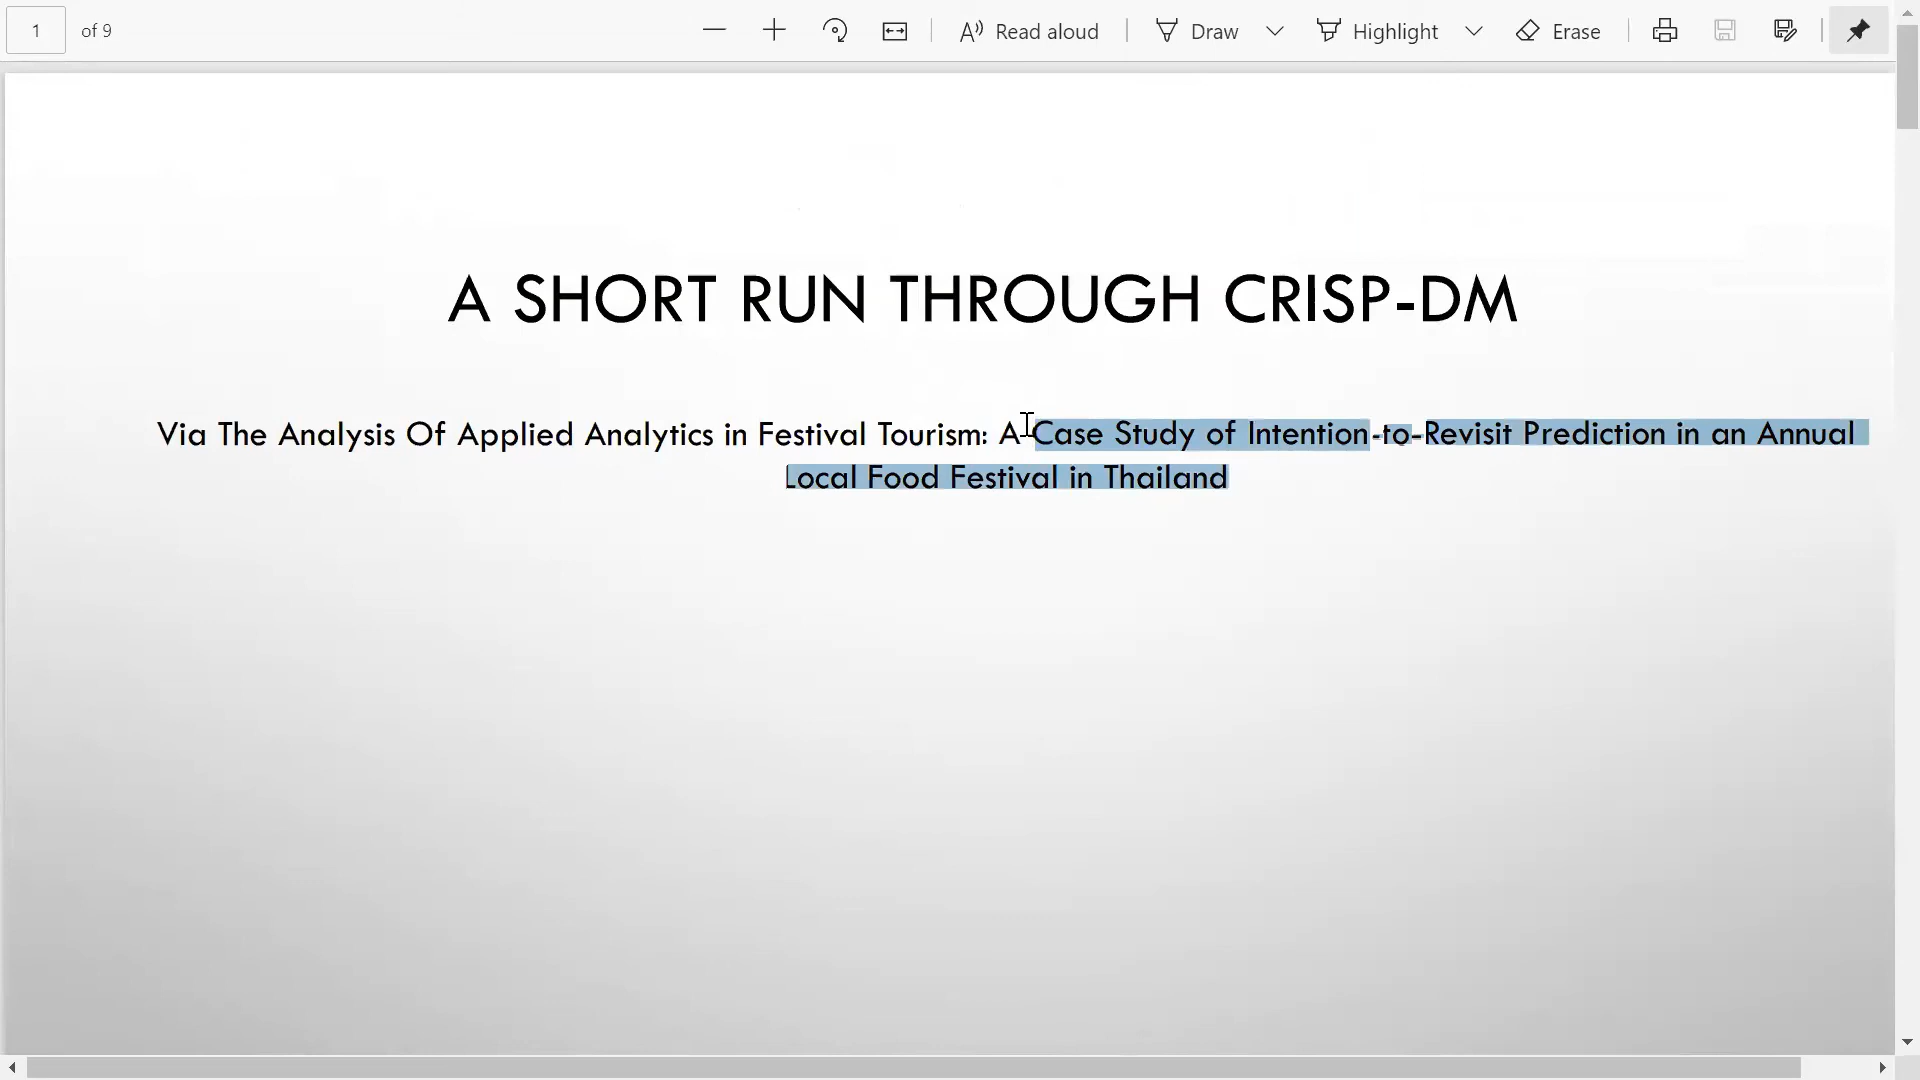 1 of 9 Read aloud Draw Highlight Erase
A SHORT RUN THROUGH CRISP-DM
Via The Analysis Of Applied Analytics in Festival Tourism: A Case Study of Intention-to-Revisit Prediction in an Annual
Local Food Festival in Thailand